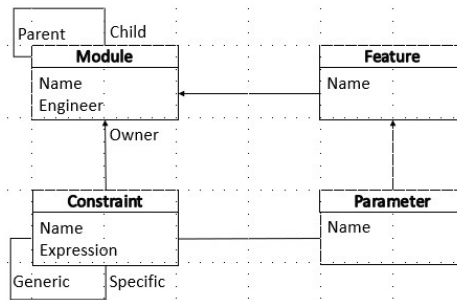 Parent
Child
Module
Name
Engineer
Feature
Name
Owner
Constraint
Name
Expression
Parameter
Name
Generic
Specific